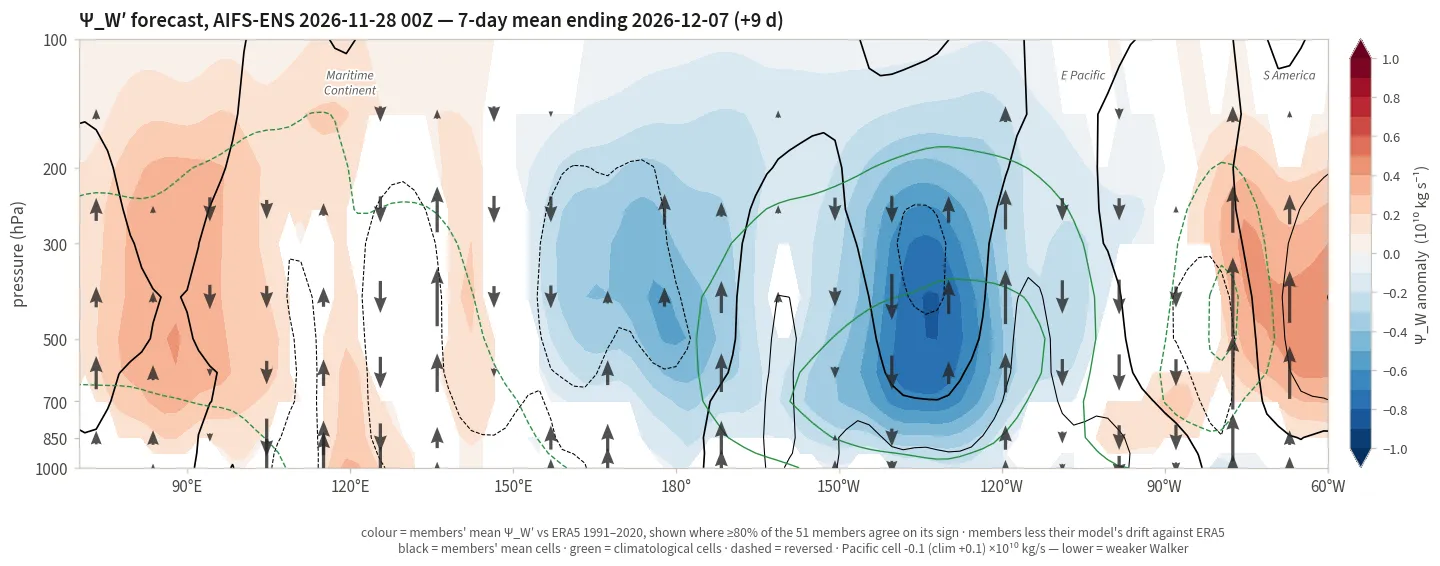 Ψ_W′ forecast, AIFS-ENS 2026-11-28 00Z — 7-day mean ending 2026-12-07 (+9 d)
100
200
300
400
500
700
850
1000
pressure (hPa)
Maritime
Continent
E Pacific
S America
90°E
120°E
150°E
180°
150°W
120°W
90°W
60°W
1.0
0.8
0.6
0.4
0.2
0.0
−0.2
−0.4
−0.6
−0.8
−1.0
Ψ_W anomaly (10¹⁰ kg s⁻¹)
colour = members' mean Ψ_W′ vs ERA5 1991–2020, shown where ≥80% of the 51 members agree on its sign · members less their model's drift against ERA5
black = members' mean cells · green = climatological cells · dashed = reversed · Pacific cell -0.1 (clim +0.1) ×10¹⁰ kg/s — lower = weaker Walker